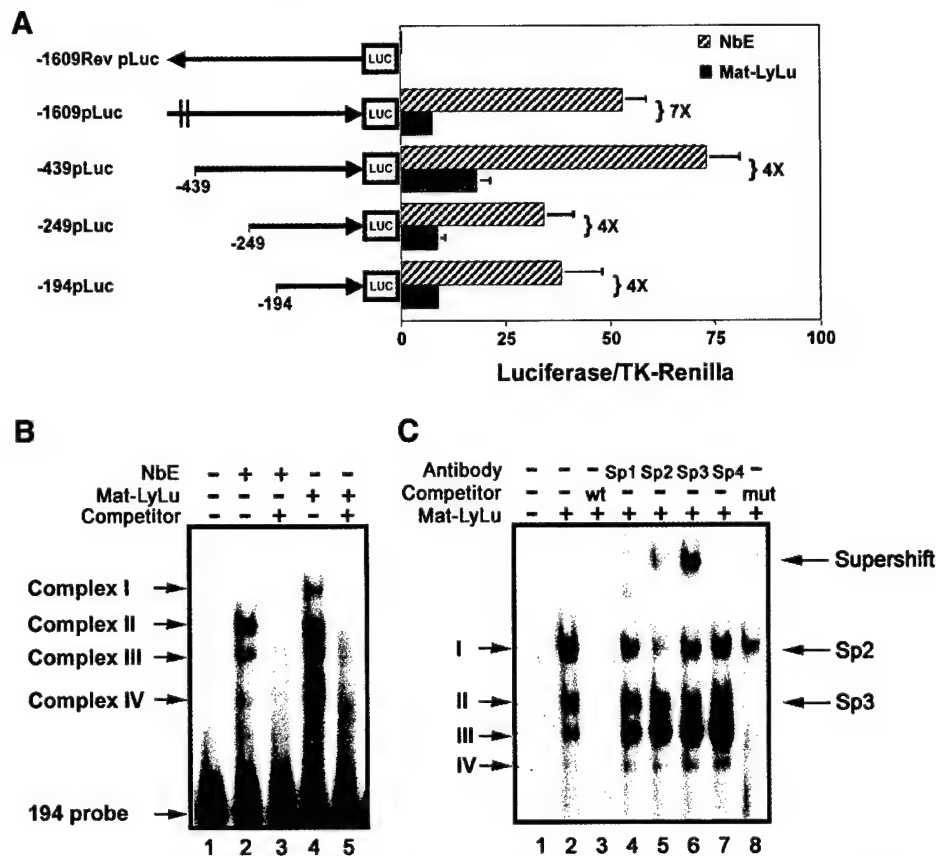 A
-1609Rev pLuc
LUC
NbE
Mat-LyLu
-1609pLuc
LUC
} 7X
-439pLuc
LUC
-439
} 4X
-249pLuc
LUC
-249
} 4X
-194pLuc
LUC
-194
} 4X
0 25 50 75 100
Luciferase/TK-Renilla
B
NbE - + + - -
Mat-LyLu - - - + +
Competitor - - + - +
Complex I
Complex II
Complex III
Complex IV
194 probe
1 2 3 4 5
C
Antibody - - - Sp1 Sp2 Sp3 Sp4 -
Competitor - - wt - - - - mut
Mat-LyLu - + + + + + + +
Supershift
I
Sp2
II
Sp3
III
IV
1 2 3 4 5 6 7 8